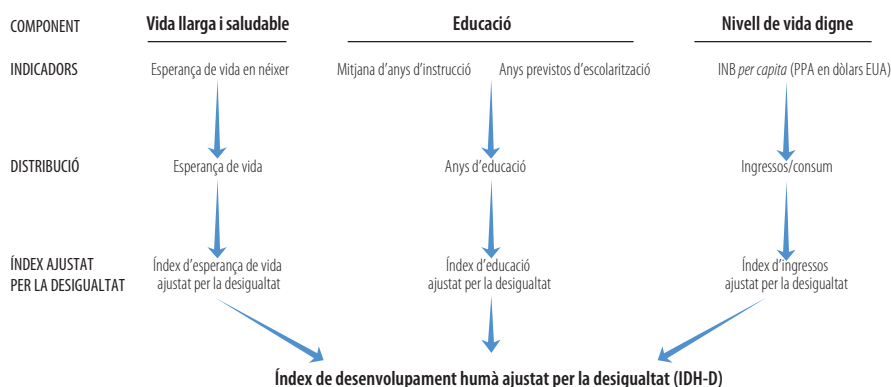 COMPONENT Vida llarga i saludable Educació Nivell de vida digne
INDICADORS Esperança de vida en néixer Mitjana d’anys d’instrucció Anys previstos d’escolarització INB per capita (PPA en dòlars EUA)
DISTRIBUCIÓ Esperança de vida Anys d’educació Ingressos/consum
ÍNDEX AJUSTAT Índex d’esperança de vida Índex d’educació Índex d’ingressos
PER LA DESIGUALTAT ajustat per la desigualtat ajustat per la desigualtat ajustat per la desigualtat
Índex de desenvolupament humà ajustat per la desigualtat (IDH-D)